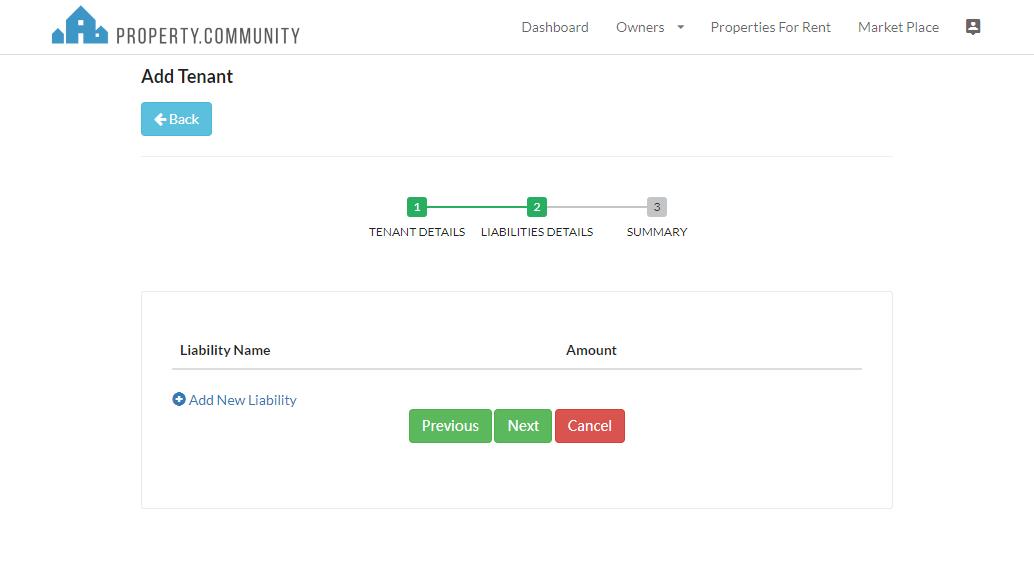 PROPERTY.COMMUNITY
Dashboard Owners Properties For Rent Market Place
Add Tenant
Back
1 2 3
TENANT DETAILS LIABILITIES DETAILS SUMMARY
Liability Name Amount
Add New Liability
Previous Next Cancel